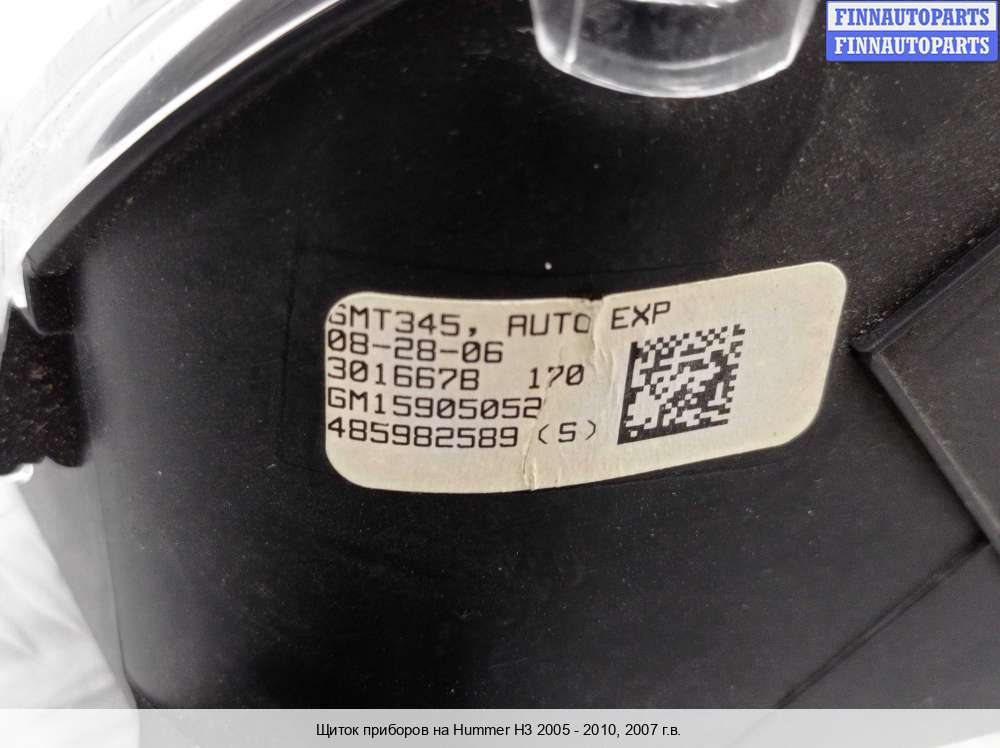 FINNAUTOPARTS
FINNAUTOPARTS
GMT345, AUTO EXP
08-28-06
3016678 170
GM15905052
485982589 (S)
Щиток приборов на Hummer H3 2005 - 2010, 2007 г.в.